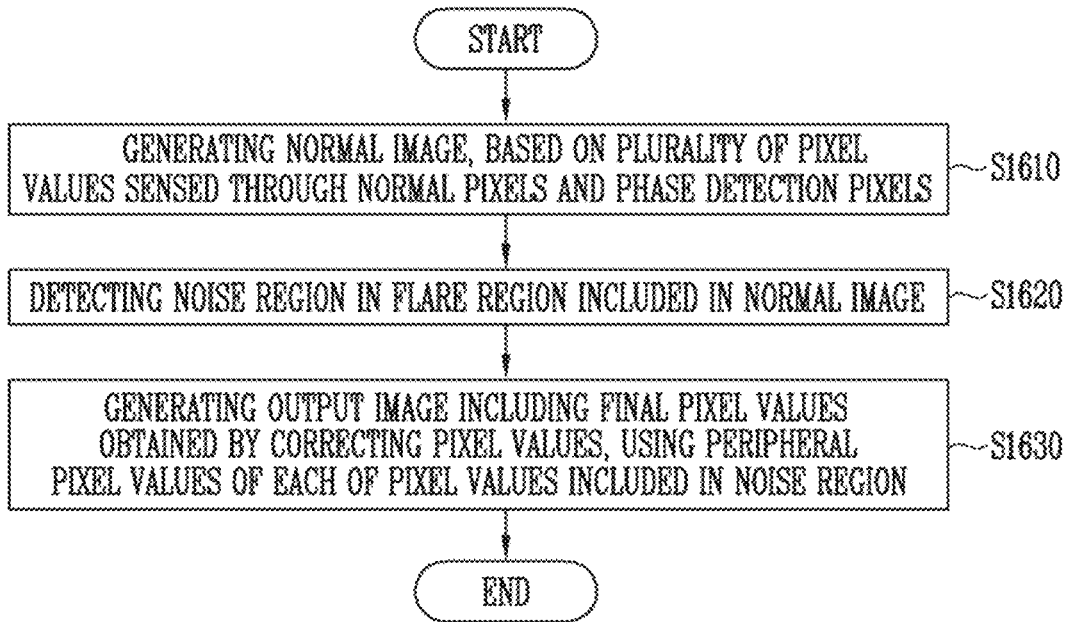 START
GENERATING NORMAL IMAGE, BASED ON PLURALITY OF PIXEL
VALUES SENSED THROUGH NORMAL PIXELS AND PHASE DETECTION PIXELS
S1610
DETECTING NOISE REGION IN FLARE REGION INCLUDED IN NORMAL IMAGE
S1620
GENERATING OUTPUT IMAGE INCLUDING FINAL PIXEL VALUES
OBTAINED BY CORRECTING PIXEL VALUES, USING PERIPHERAL
PIXEL VALUES OF EACH OF PIXEL VALUES INCLUDED IN NOISE REGION
S1630
END